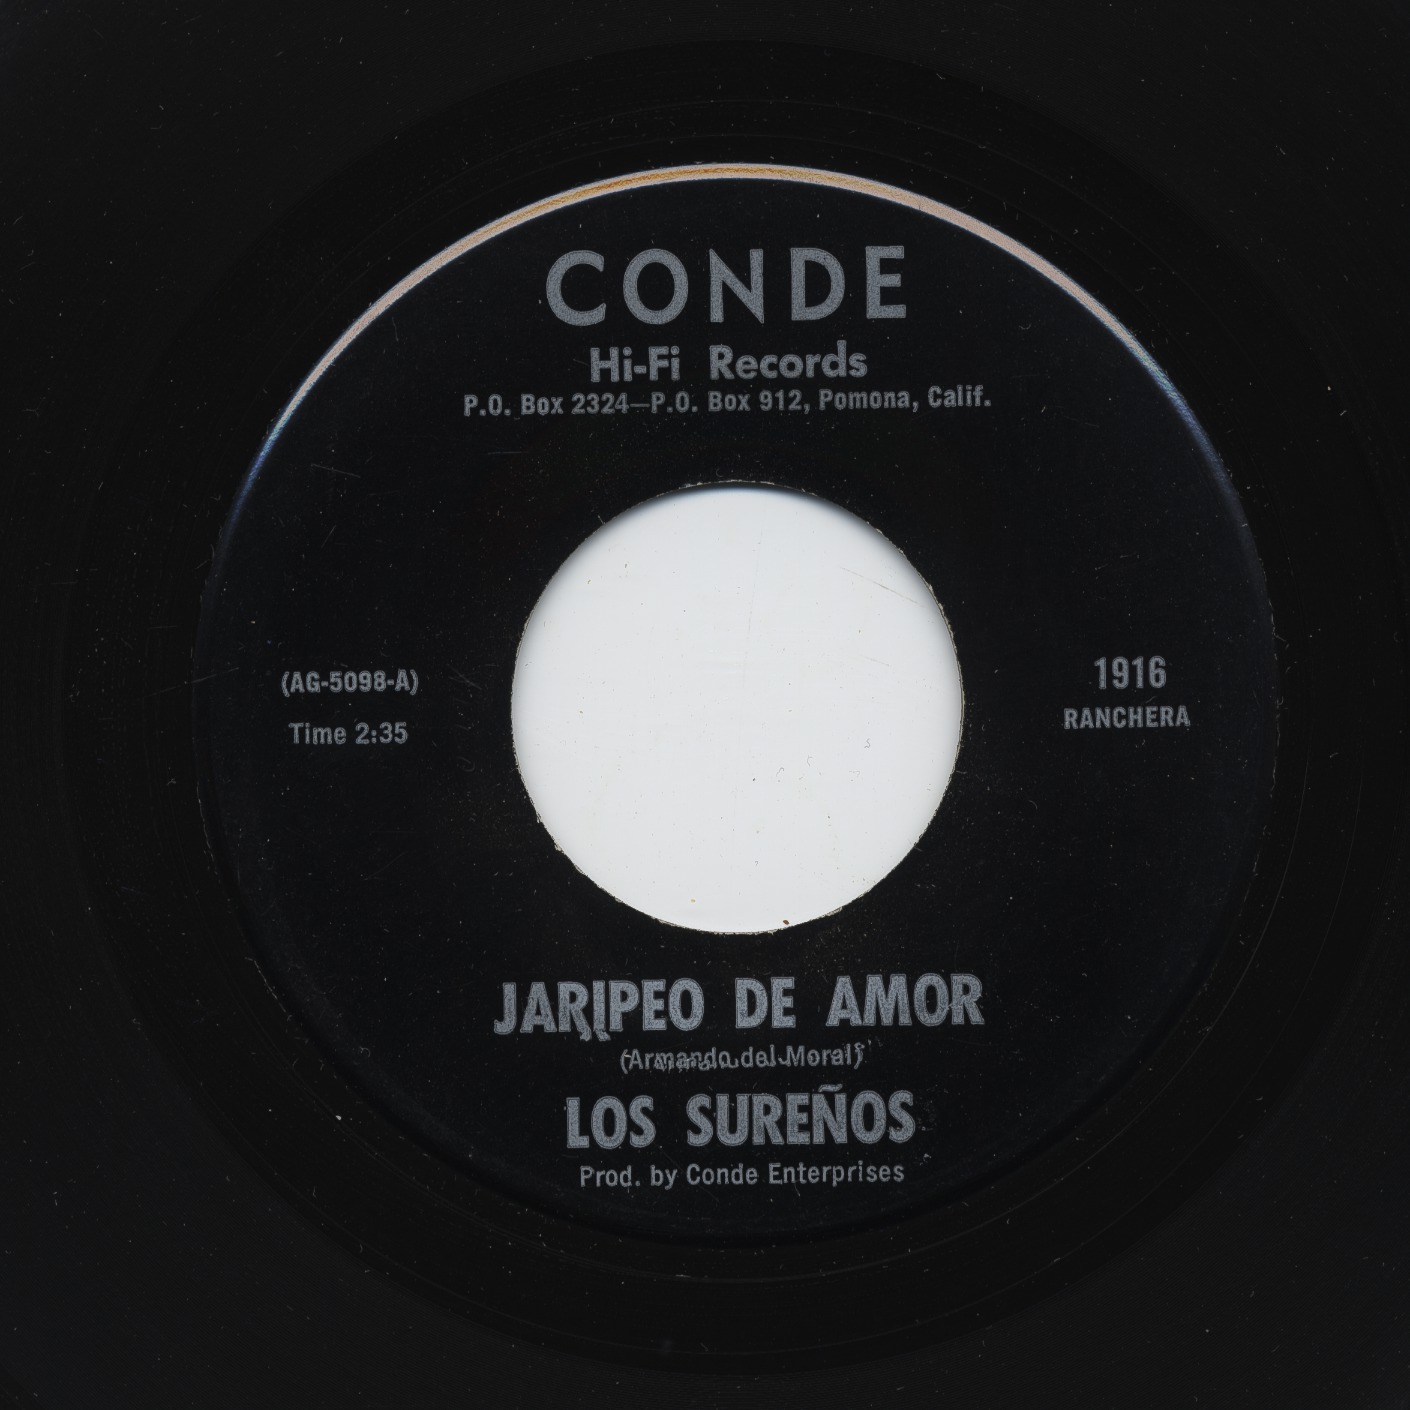 CONDE
Hi-Fi Records
P.O. Box 2324—P.O. Box 912, Pomona, Calif.
(AG-5098-A)
Time 2:35
1916
RANCHERA
JARIPEO DE AMOR
(Armando del Moral)
LOS SUREÑOS
Prod. by Conde Enterprises